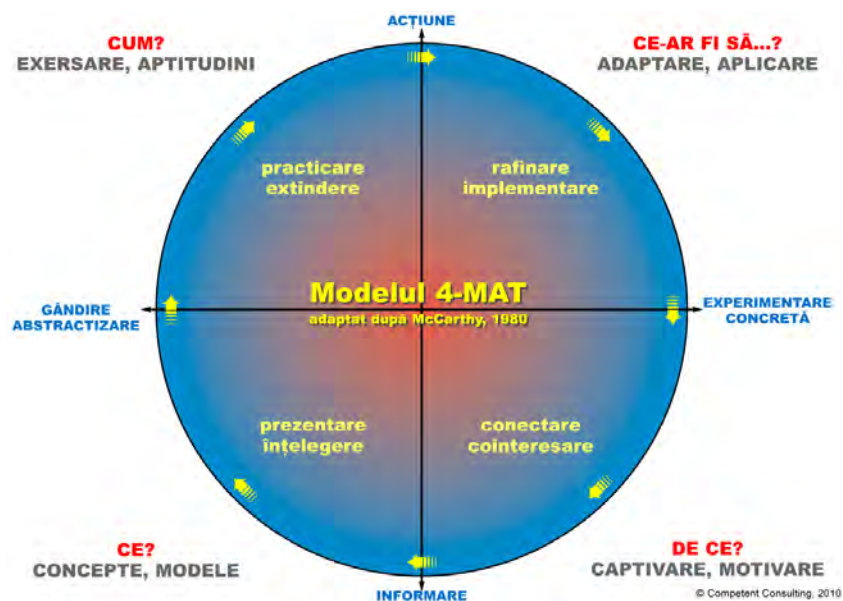 ACȚIUNE
CUM?
EXERSARE, APTITUDINI
CE-AR FI SĂ...?
ADAPTARE, APLICARE
practicare
extindere
rafinare
implementare
GÂNDIRE
ABSTRACTIZARE
Modelul 4-MAT
adaptat după McCarthy, 1980
EXPERIMENTARE
CONCRETĂ
prezentare
înțelegere
conectare
cointeresare
CE?
CONCEPTE, MODELE
DE CE?
CAPTIVARE, MOTIVARE
INFORMARE
© Competent Consulting, 2010